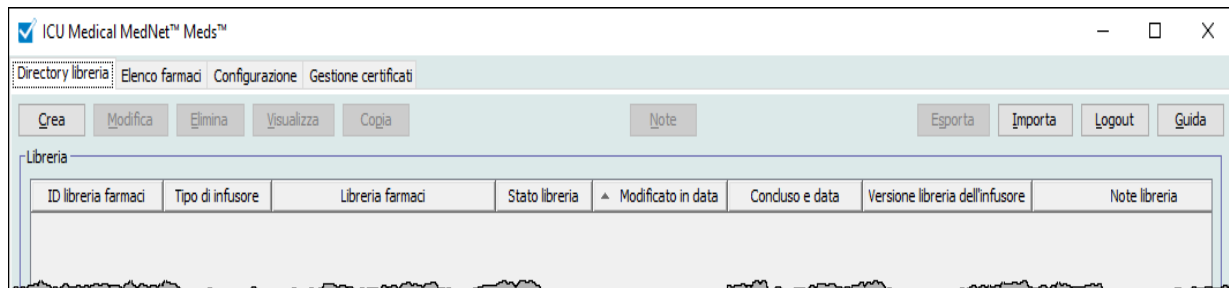 ICU Medical MedNet™ Meds™
Directory libreria Elenco farmaci Configurazione Gestione certificati
Crea Modifica Elimina Visualizza Copia Note Esporta Importa Logout Guida
Libreria
ID libreria farmaci Tipo di infusore Libreria farmaci Stato libreria Modificato in data Concluso e data Versione libreria dell'infusore Note libreria